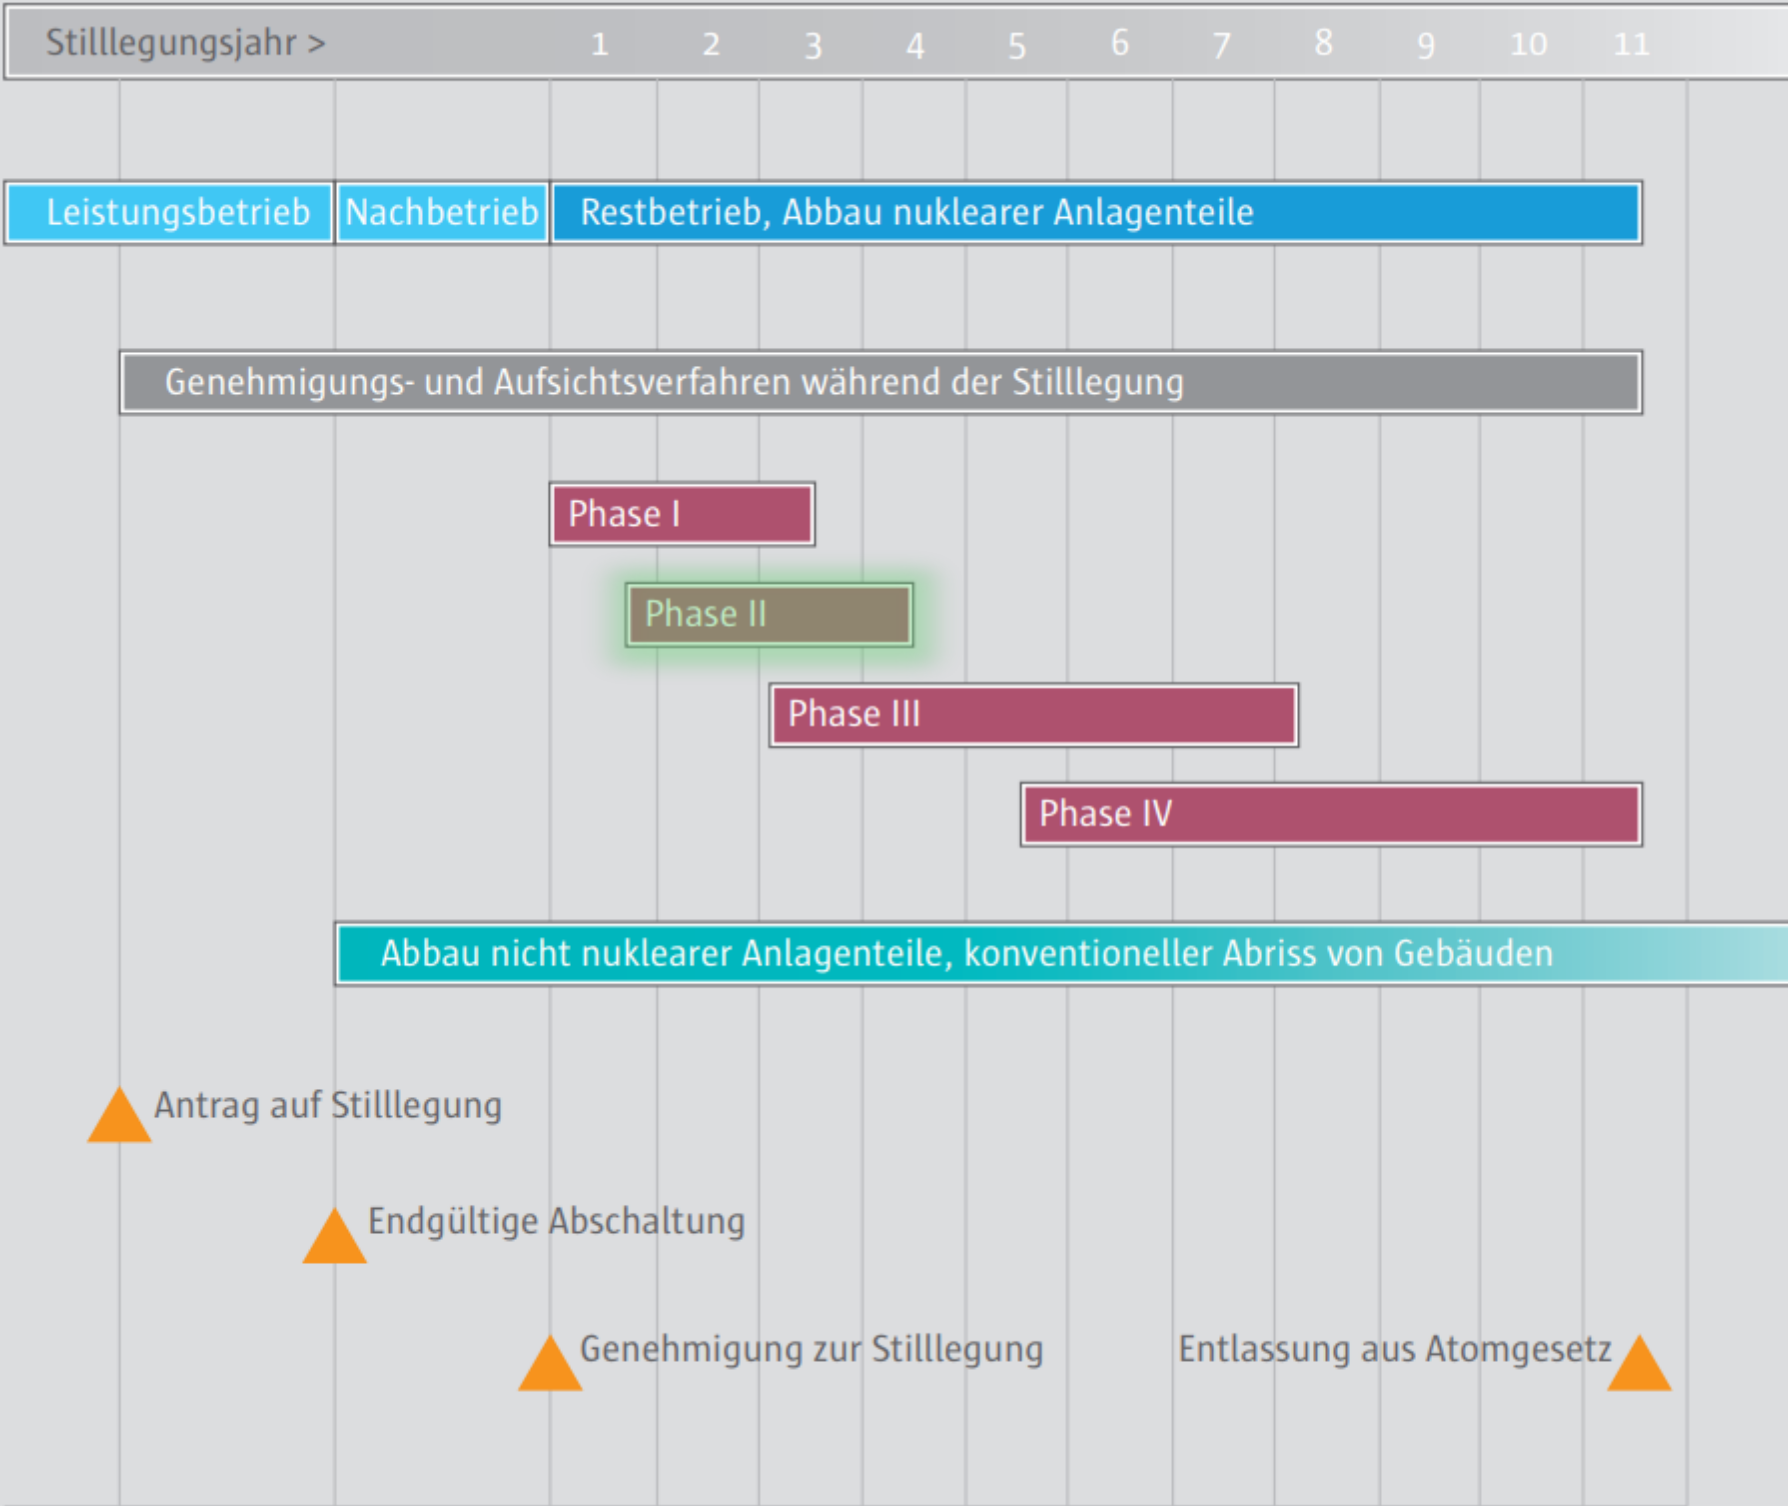 Stilllegungsjahr > 1 2 3 4 5 6 7 8 9 10 11
Leistungsbetrieb Nachbetrieb Restbetrieb, Abbau nuklearer Anlagenteile
Genehmigungs- und Aufsichtsverfahren während der Stilllegung
Phase I
Phase II
Phase III
Phase IV
Abbau nicht nuklearer Anlagenteile, konventioneller Abriss von Gebäuden
Antrag auf Stilllegung
Endgültige Abschaltung
Genehmigung zur Stilllegung Entlassung aus Atomgesetz